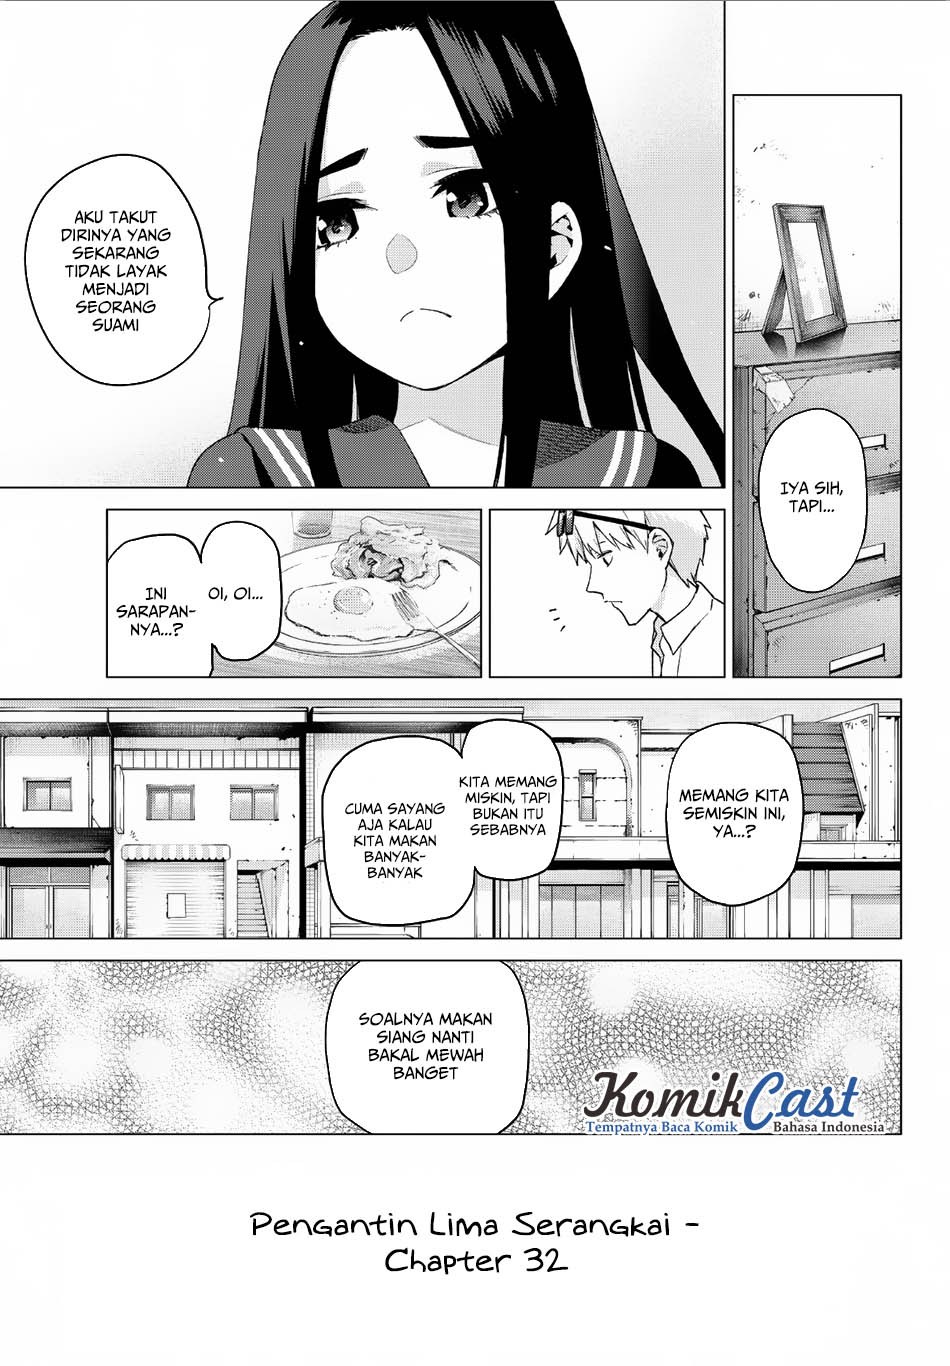 IYA SIH,
TAPI...
AKU TAKUT
DIRINYA YANG
SEKARANG
TIDAK LAYAK
MENJADI
SEORANG
SUAMI
OI, OI...
INI
SARAPAN-
NYA...?
MEMANG KITA
SEMISKIN INI,
YA...?
KITA MEMANG
MISKIN, TAPI
BUKAN ITU
SEBABNYA
CUMA SAYANG
AJA KALAU
KITA MAKAN
BANYAK-
BANYAK
SOALNYA MAKAN
SIANG NANTI
BAKAL MEWAH
BANGET
KomikCast
Tempatnya Baca Komik Bahasa Indonesia
Pengantin Lima Serangkai -
Chapter 32